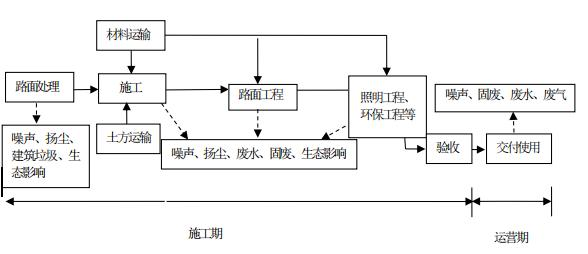 材料运输
路面处理
施工
路面工程
照明工程、
环保工程等
噪声、固废、废水、废气
噪声、扬尘、
建筑垃圾、生
态影响
土方运输
噪声、扬尘、废水、固废、生态影响
验收
交付使用
施工期
运营期